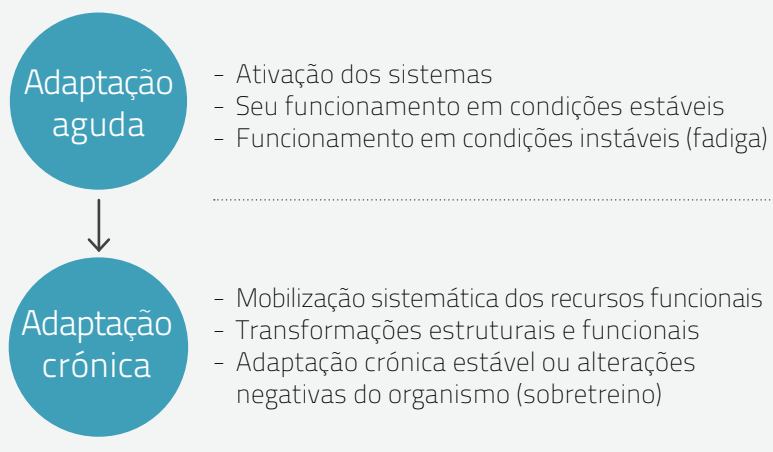 Adaptação
aguda
- Ativação dos sistemas
- Seu funcionamento em condições estáveis
- Funcionamento em condições instáveis (fadiga)
Adaptação
crónica
- Mobilização sistemática dos recursos funcionais
- Transformações estruturais e funcionais
- Adaptação crónica estável ou alterações
negativas do organismo (sobretreino)